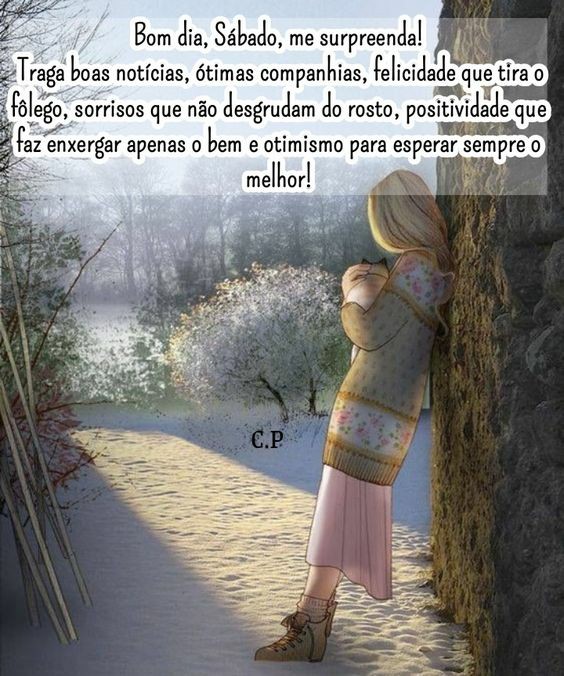 Bom dia, Sábado, me surpreenda!
Traga boas notícias, ótimas companhias, felicidade que tira o
fôlego, sorrisos que não desgrudam do rosto, positividade que
faz enxergar apenas o bem e otimismo para esperar sempre o
melhor!
C.P